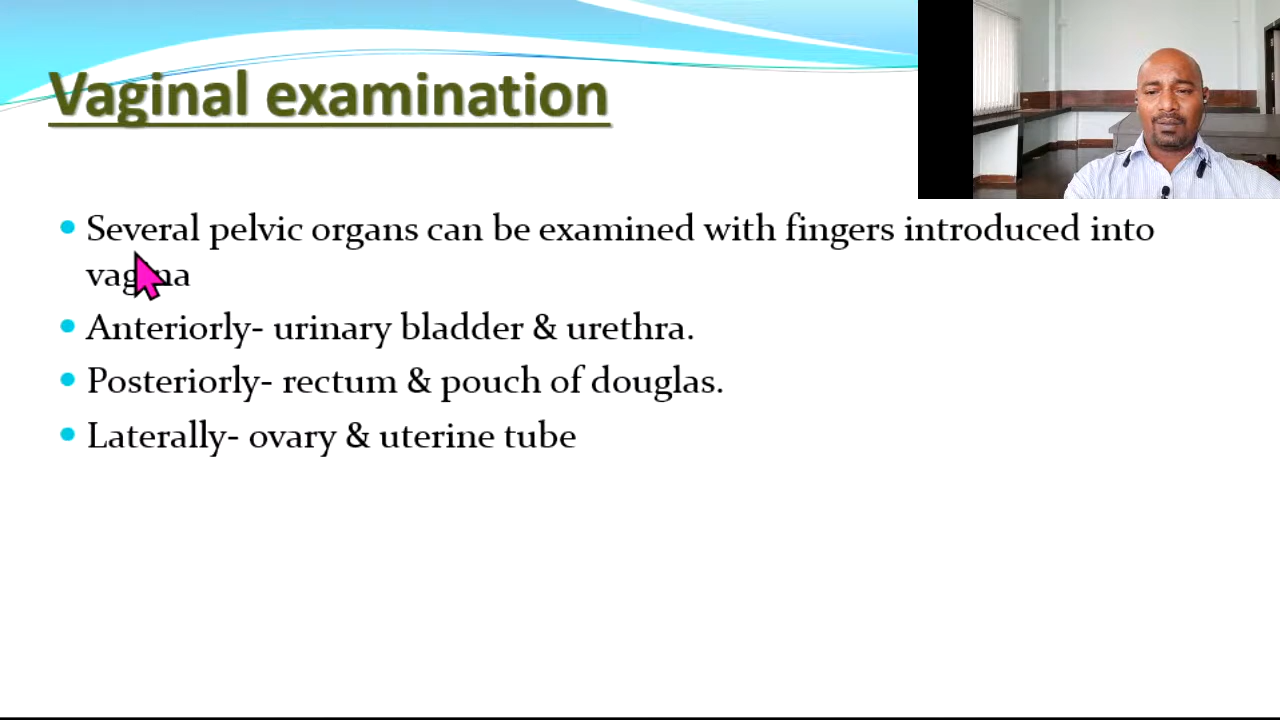 Vaginal examination
Several pelvic organs can be examined with fingers introduced into
vagina
Anteriorly- urinary bladder & urethra.
Posteriorly- rectum & pouch of douglas.
Laterally- ovary & uterine tube